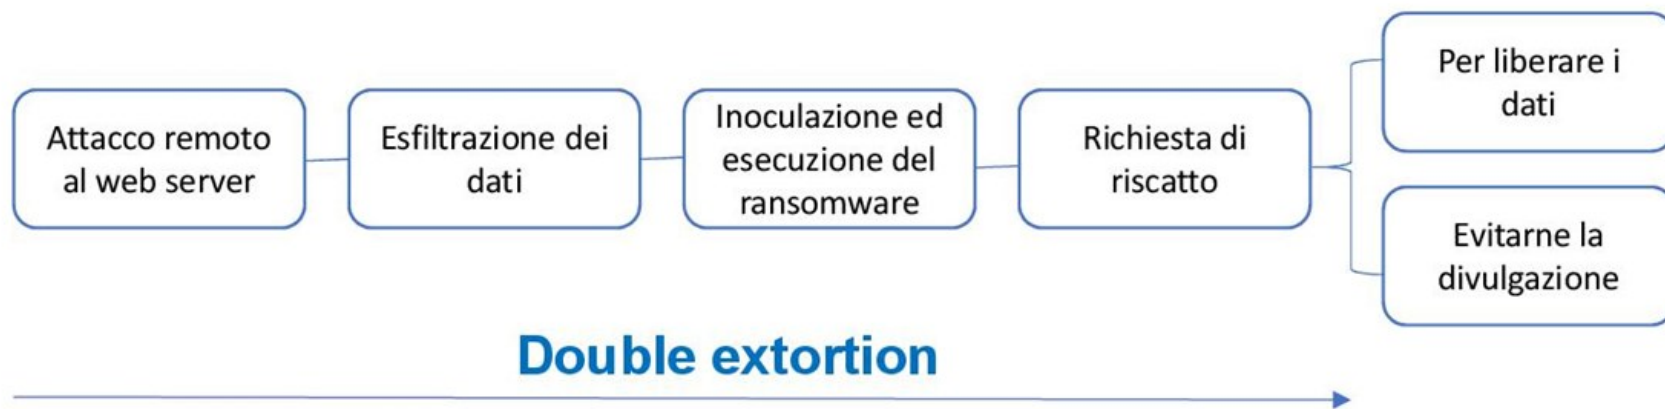 Attacco remoto
al web server
Esfiltrazione dei
dati
Inoculazione ed
esecuzione del
ransomware
Richiesta di
riscatto
Per liberare i
dati
Evitarne la
divulgazione
Double extortion